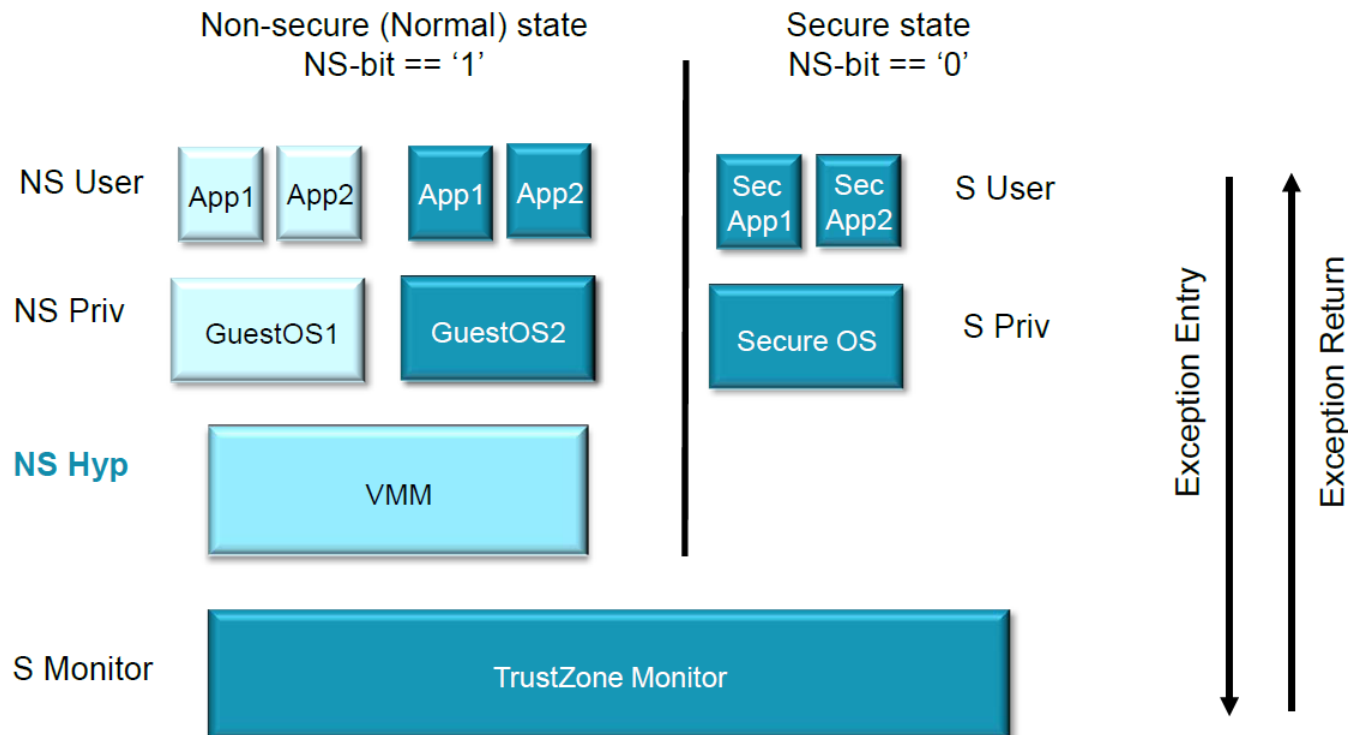 Non-secure (Normal) state
NS-bit == ‘1’
Secure state
NS-bit == ‘0’
NS User
App1
App2
App1
App2
Sec
App1
Sec
App2
S User
NS Priv
GuestOS1
GuestOS2
Secure OS
S Priv
NS Hyp
VMM
S Monitor
TrustZone Monitor
Exception Entry
Exception Return